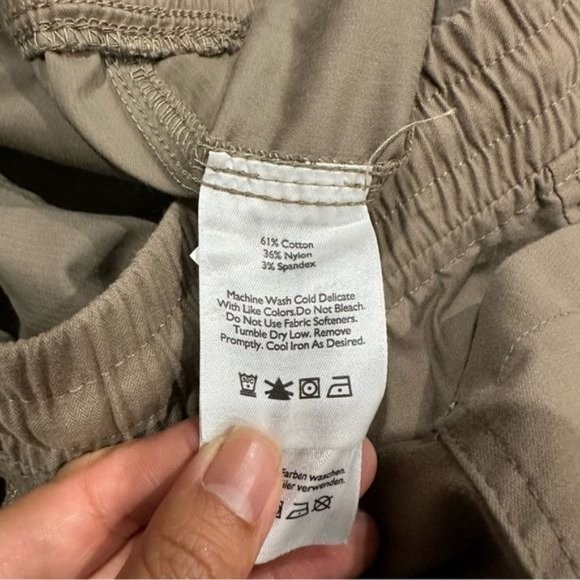 61% Cotton
36% Nylon
3% Spandex
Machine Wash Cold Delicate
With Like Colors.Do Not Bleach.
Do Not Use Fabric Softeners.
Tumble Dry Low. Remove
Promptly. Cool Iron As Desired.
Farben waschen.
verwenden.